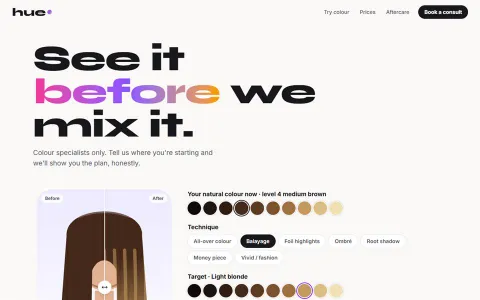 hue
Try colour
Prices
Aftercare
Book a consult
See it
before we
mix it.
Colour specialists only. Tell us where you're starting and
we'll show you the plan, honestly.
Before
After
Your natural colour now · level 4 medium brown
Technique
All-over colour
Balayage
Foil highlights
Ombré
Root shadow
Money piece
Vivid / fashion
Target · Light blonde